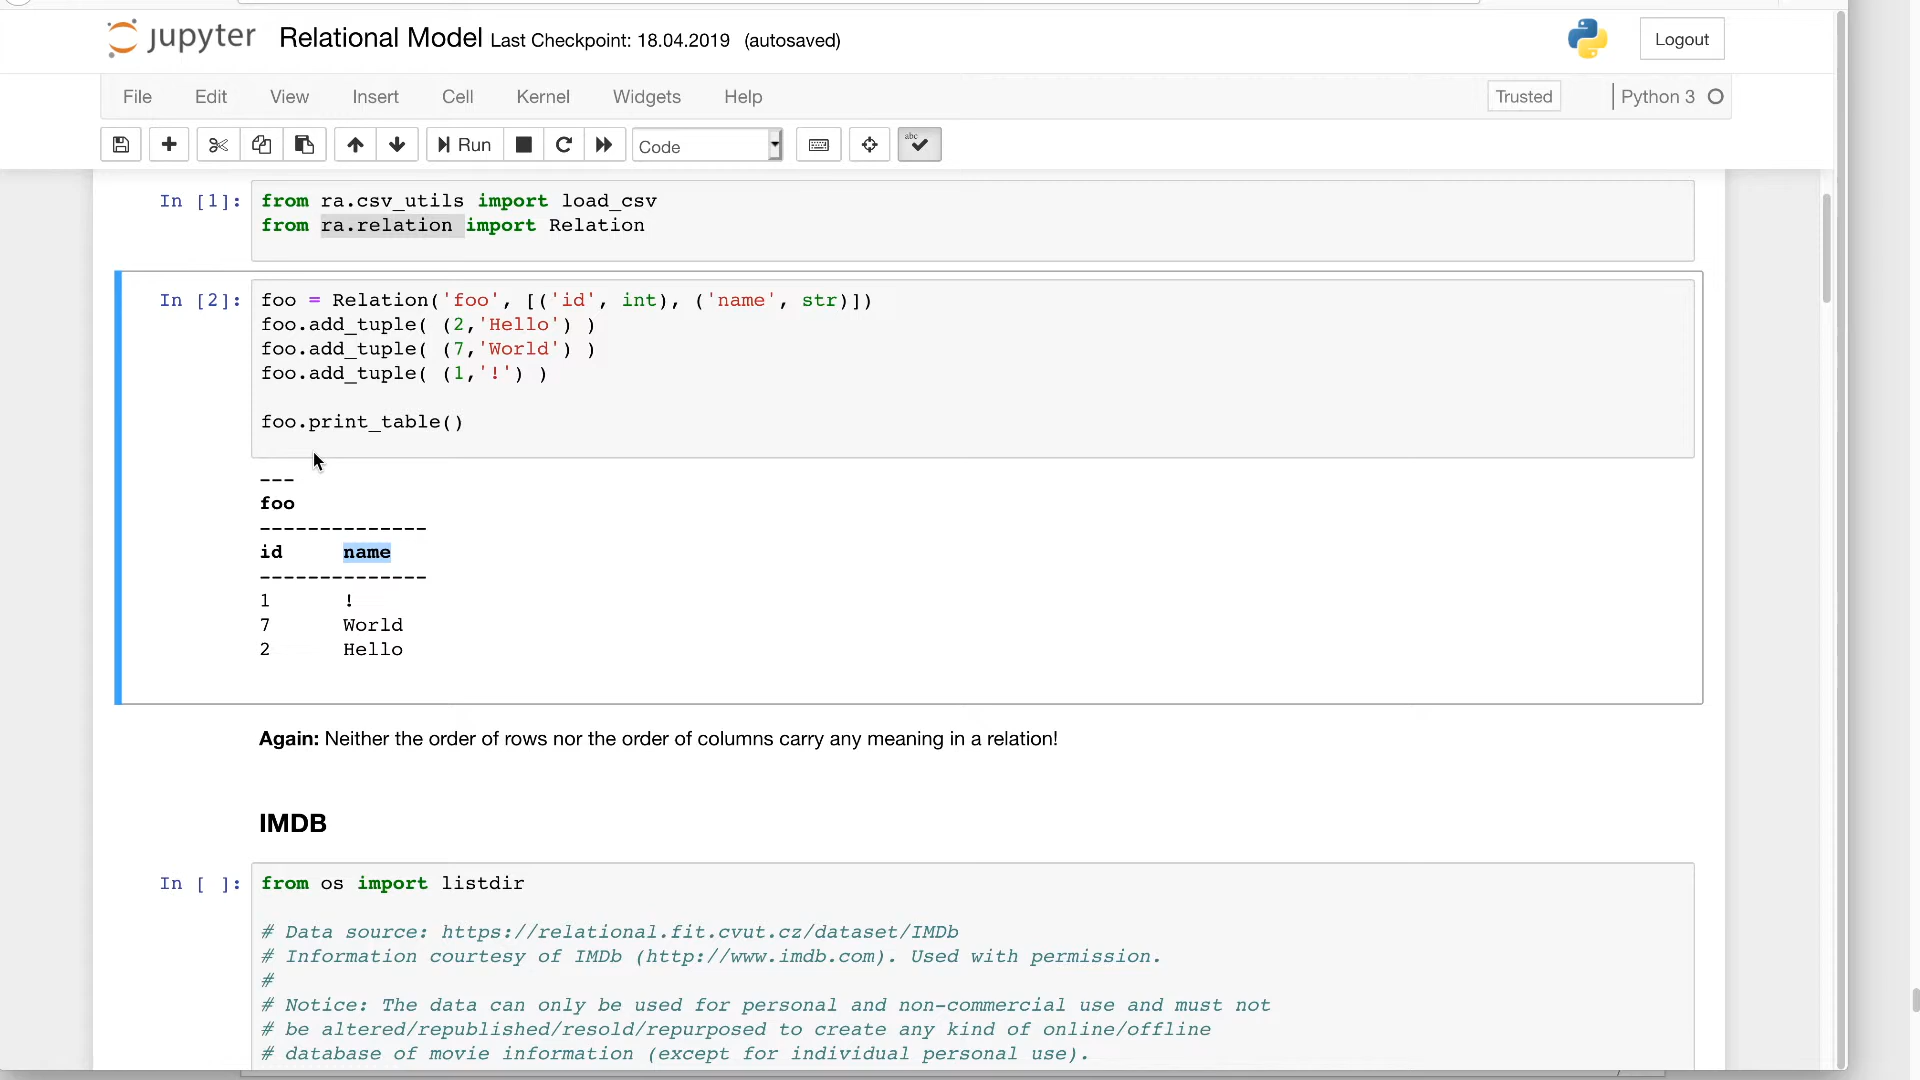 jupyter Relational Model Last Checkpoint: 18.04.2019 (autosaved) Logout
File Edit View Insert Cell Kernel Widgets Help Trusted Python 3
Run Code abc
In [1]: from ra.csv_utils import load_csv
from ra.relation import Relation
In [2]: foo = Relation('foo', [('id', int), ('name', str)])
foo.add_tuple( (2,'Hello') )
foo.add_tuple( (7,'World') )
foo.add_tuple( (1,'!') )
foo.print_table()
---
foo
--------------
id name
--------------
1 !
7 World
2 Hello
Again: Neither the order of rows nor the order of columns carry any meaning in a relation!
IMDB
In [ ]: from os import listdir
# Data source: https://relational.fit.cvut.cz/dataset/IMDb
# Information courtesy of IMDb (http://www.imdb.com). Used with permission.
#
# Notice: The data can only be used for personal and non-commercial use and must not
# be altered/republished/resold/repurposed to create any kind of online/offline
# database of movie information (except for individual personal use).